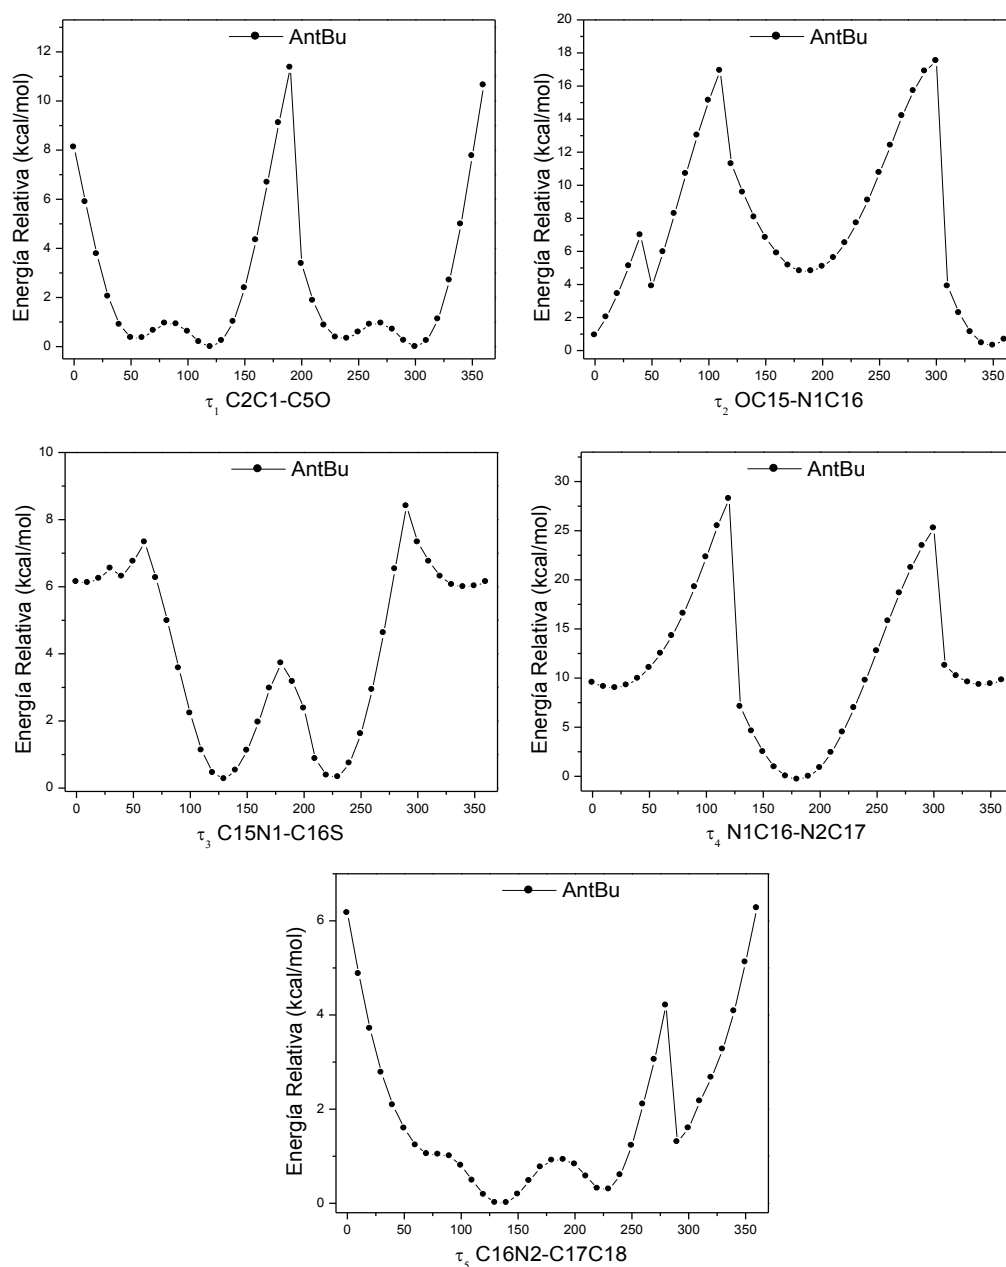 AntBu
Energía Relativa (kcal/mol)
12
10
8
6
4
2
0
0 50 100 150 200 250 300 350
τ₁ C2C1-C5O
AntBu
Energía Relativa (kcal/mol)
20
18
16
14
12
10
8
6
4
2
0
0 50 100 150 200 250 300 350
τ₂ OC15-N1C16
AntBu
Energía Relativa (kcal/mol)
10
8
6
4
2
0
0 50 100 150 200 250 300 350
τ₃ C15N1-C16S
AntBu
Energía Relativa (kcal/mol)
30
25
20
15
10
5
0
0 50 100 150 200 250 300 350
τ₄ N1C16-N2C17
AntBu
Energía Relativa (kcal/mol)
6
4
2
0
0 50 100 150 200 250 300 350
τ₅ C16N2-C17C18